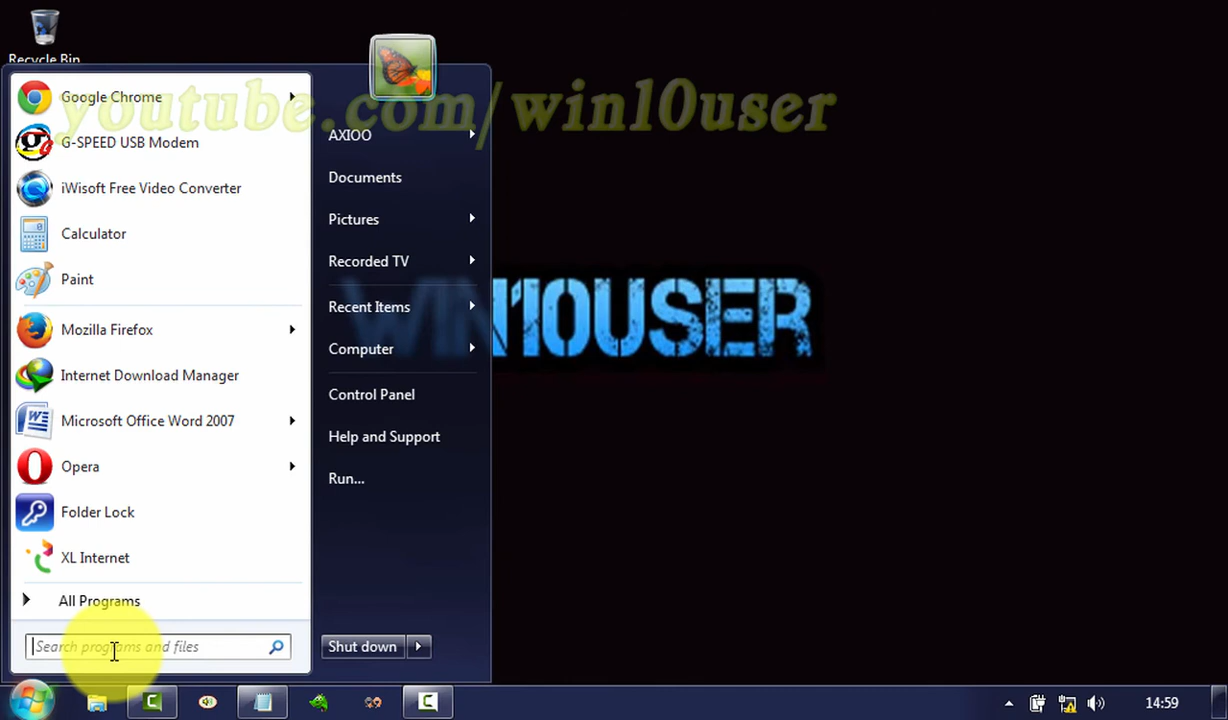 Recycle Bin
youtube.com/win10user
Google Chrome
G-SPEED USB Modem
iWisoft Free Video Converter
Calculator
Paint
Mozilla Firefox
Internet Download Manager
Microsoft Office Word 2007
Opera
Folder Lock
XL Internet
All Programs
Search programs and files
AXIOO
Documents
Pictures
Recorded TV
Recent Items
Computer
Control Panel
Help and Support
Run...
Shut down
WIN10USER
14:59